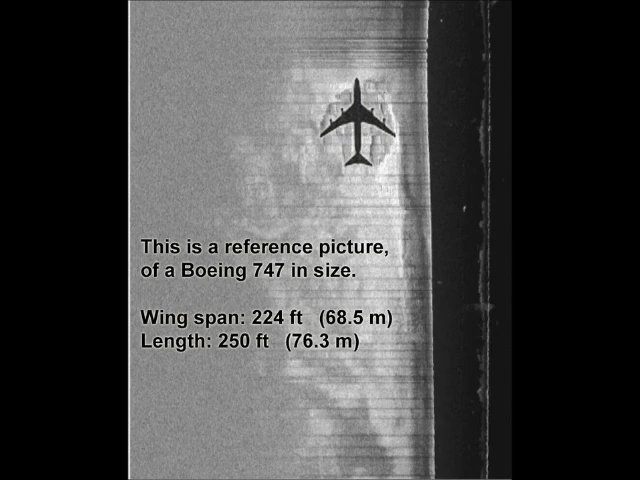 This is a reference picture,
of a Boeing 747 in size.
Wing span: 224 ft (68.5 m)
Length: 250 ft (76.3 m)